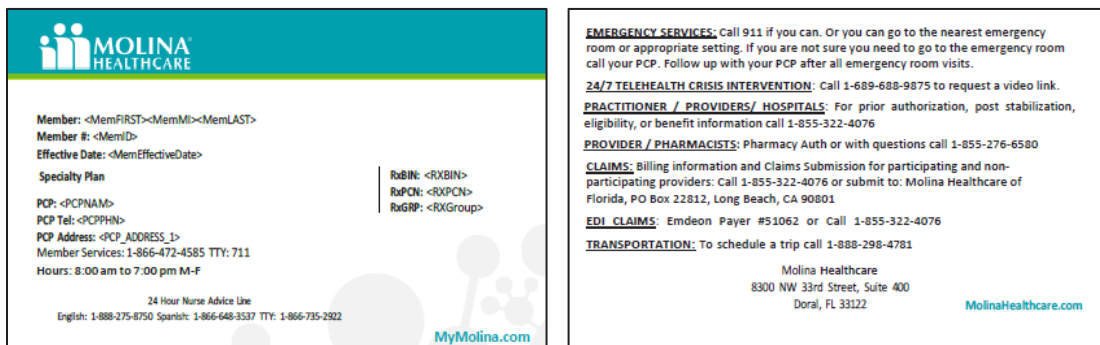 MOLINA®
HEALTHCARE
Member: <MemFIRST><MemMI><MemLAST>
Member #: <MemID>
Effective Date: <MemEffectiveDate>
Specialty Plan
PCP: <PCPNAM>
PCP Tel: <PCPPHN>
PCP Address: <PCP_ADDRESS_1>
Member Services: 1-866-472-4585 TTY: 711
Hours: 8:00 am to 7:00 pm M-F
RxBIN: <RXBIN>
RxPCN: <RXPCN>
RxGRP: <RXGroup>
24 Hour Nurse Advice Line
English: 1-888-275-8750 Spanish: 1-866-648-3537 TTY: 1-866-735-2922
MyMolina.com
EMERGENCY SERVICES: Call 911 if you can. Or you can go to the nearest emergency
room or appropriate setting. If you are not sure you need to go to the emergency room
call your PCP. Follow up with your PCP after all emergency room visits.
24/7 TELEHEALTH CRISIS INTERVENTION: Call 1-689-688-9875 to request a video link.
PRACTITIONER / PROVIDERS/ HOSPITALS: For prior authorization, post stabilization,
eligibility, or benefit information call 1-855-322-4076
PROVIDER / PHARMACISTS: Pharmacy Auth or with questions call 1-855-276-6580
CLAIMS: Billing information and Claims Submission for participating and non-
participating providers: Call 1-855-322-4076 or submit to: Molina Healthcare of
Florida, PO Box 22812, Long Beach, CA 90801
EDI CLAIMS: Emdeon Payer #51062 or Call 1-855-322-4076
TRANSPORTATION: To schedule a trip call 1-888-298-4781
Molina Healthcare
8300 NW 33rd Street, Suite 400
Doral, FL 33122
MolinaHealthcare.com